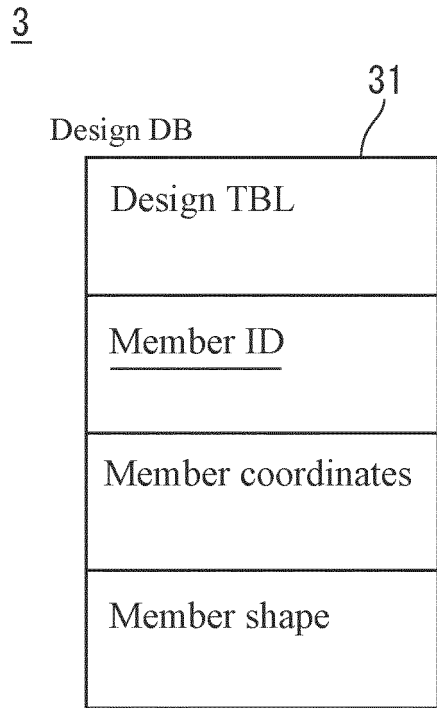 3
31
Design DB
Design TBL
Member ID
Member coordinates
Member shape